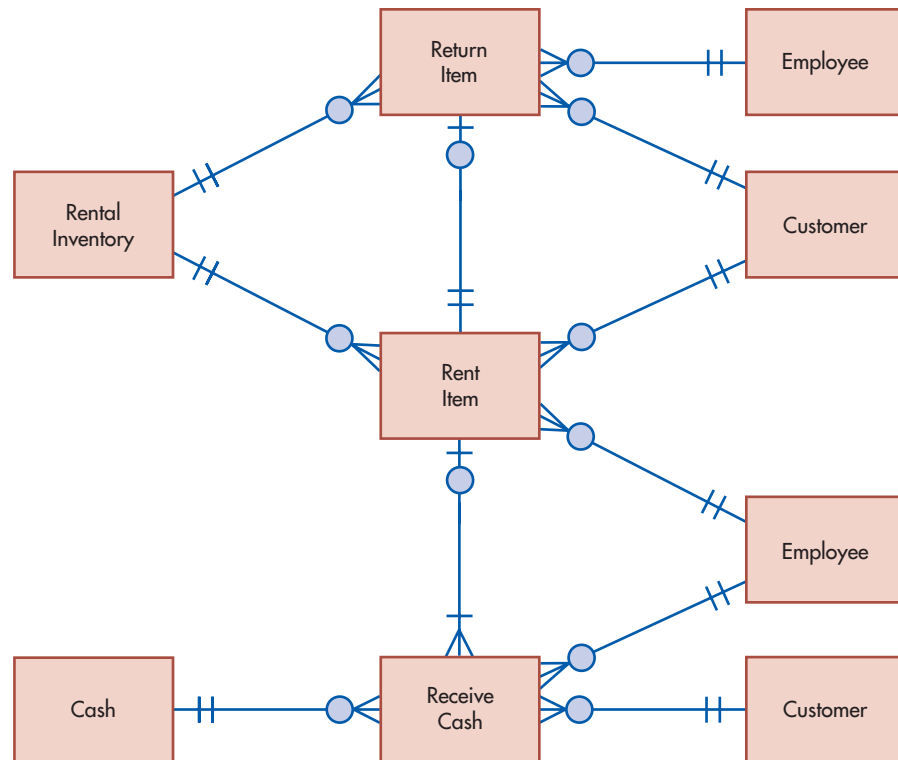 Return
Item
Employee
Rental
Inventory
Customer
Rent
Item
Employee
Cash
Receive
Cash
Customer